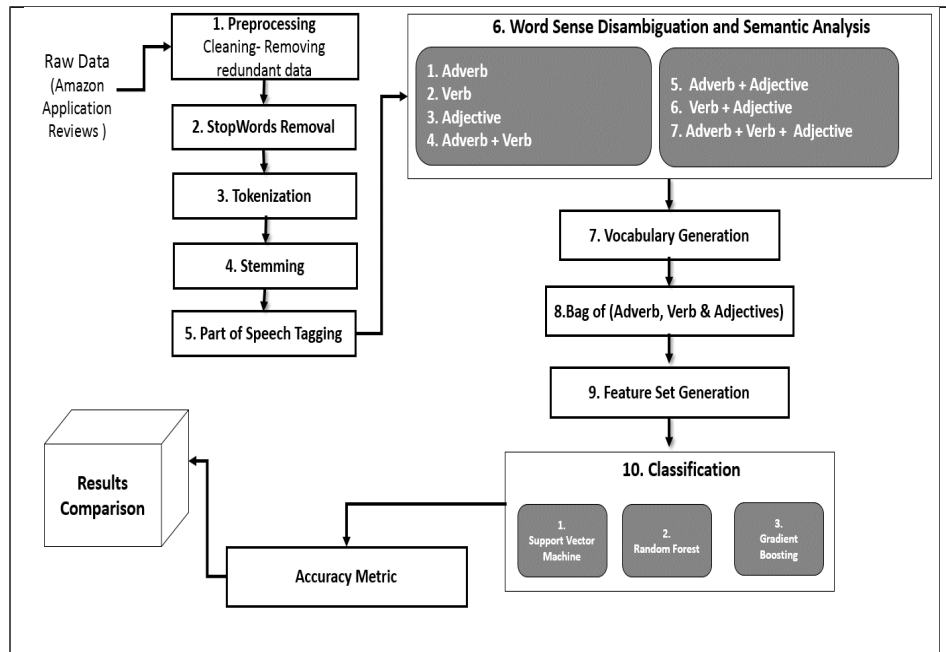 Raw Data
(Amazon
Application
Reviews )
1. Preprocessing
Cleaning- Removing
redundant data
2. StopWords Removal
3. Tokenization
4. Stemming
5. Part of Speech Tagging
6. Word Sense Disambiguation and Semantic Analysis
1. Adverb
2. Verb
3. Adjective
4. Adverb + Verb
5. Adverb + Adjective
6. Verb + Adjective
7. Adverb + Verb + Adjective
7. Vocabulary Generation
8.Bag of (Adverb, Verb & Adjectives)
9. Feature Set Generation
10. Classification
1.
Support Vector
Machine
2.
Random Forest
3.
Gradient
Boosting
Accuracy Metric
Results
Comparison